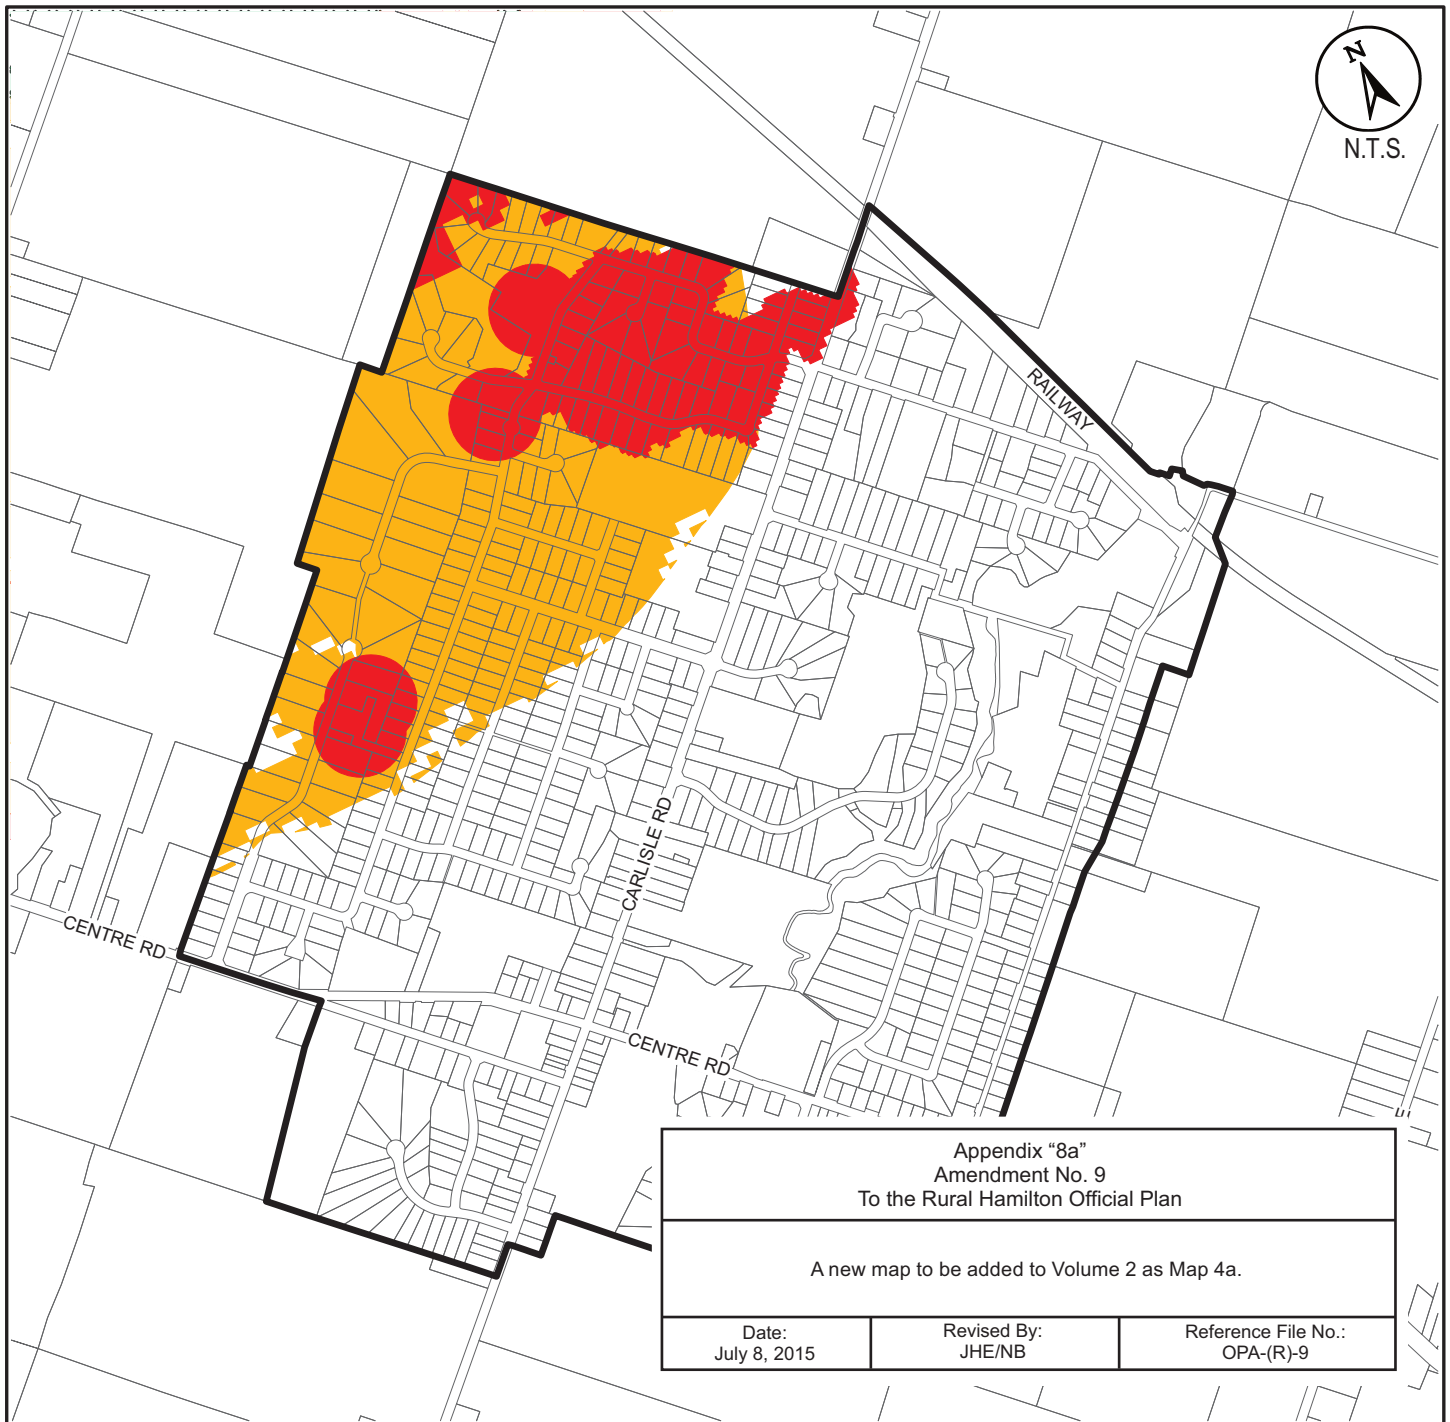 N
N.T.S.
RAILWAY
CARLISLE RD
CENTRE RD
CENTRE RD
Appendix “8a”
Amendment No. 9
To the Rural Hamilton Official Plan
A new map to be added to Volume 2 as Map 4a.
Date:
July 8, 2015
Revised By:
JHE/NB
Reference File No.:
OPA-(R)-9